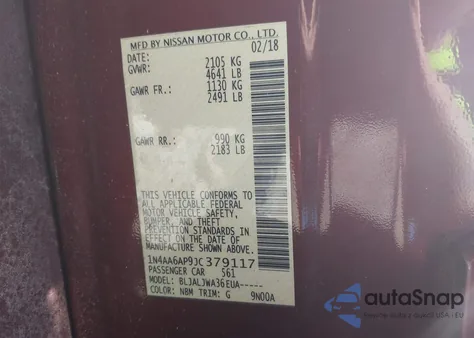 MFD BY NISSAN MOTOR CO., LTD.
DATE: 02/18
GVWR: 2105 KG
4641 LB
GAWR FR.: 1130 KG
2491 LB
GAWR RR.: 990 KG
2183 LB
THIS VEHICLE CONFORMS TO
ALL APPLICABLE FEDERAL
MOTOR VEHICLE SAFETY,
BUMPER, AND THEFT
PREVENTION STANDARDS IN
EFFECT ON THE DATE OF
MANUFACTURE SHOWN ABOVE.
1N4AA6AP9JC379117
PASSENGER CAR S61
MODEL: BLJALJWA36EUA-----
COLOR: NBM TRIM: G 9N00A
autoSnap